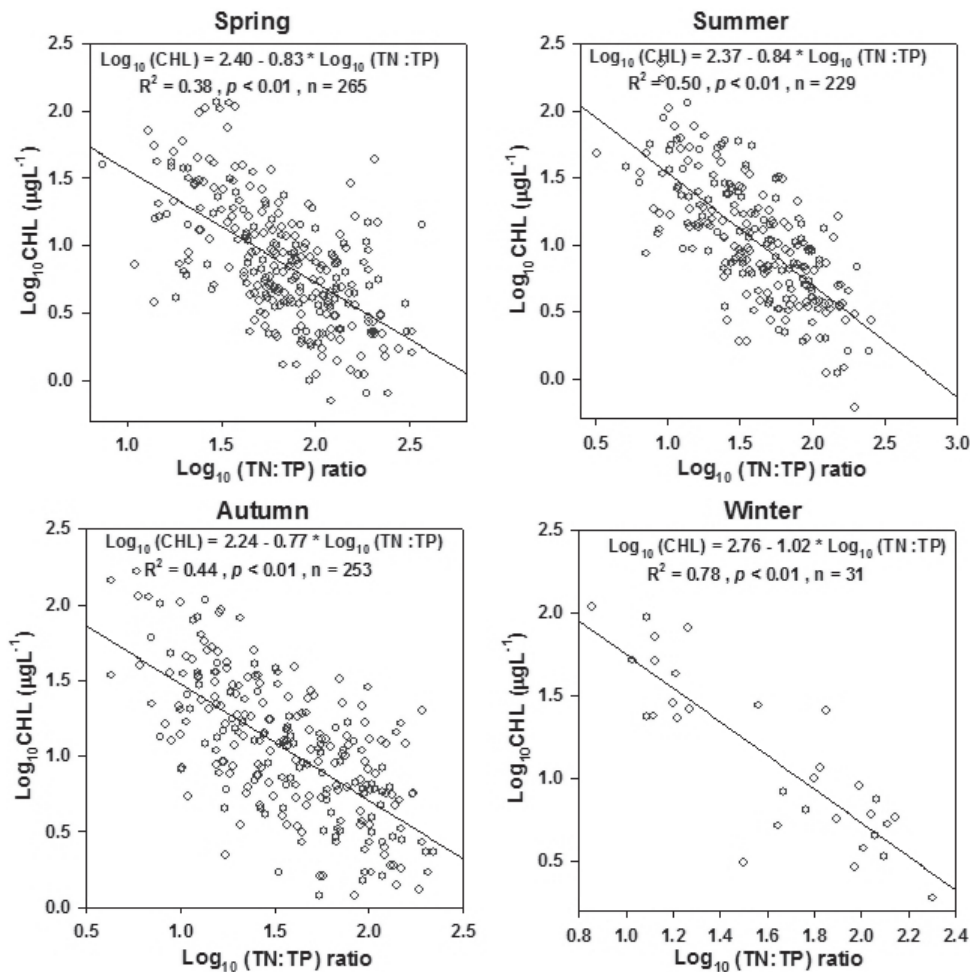 Spring
Log₁₀ (CHL) = 2.40 - 0.83 * Log₁₀ (TN :TP)
R² = 0.38 , p < 0.01 , n = 265
2.5
2.0
1.5
1.0
0.5
0.0
Log₁₀CHL (µgL⁻¹)
1.0 1.5 2.0 2.5
Log₁₀ (TN:TP) ratio
Summer
Log₁₀ (CHL) = 2.37 - 0.84 * Log₁₀ (TN :TP)
R² = 0.50 , p < 0.01 , n = 229
2.5
2.0
1.5
1.0
0.5
0.0
Log₁₀CHL (µgL⁻¹)
0.5 1.0 1.5 2.0 2.5 3.0
Log₁₀ (TN:TP) ratio
Autumn
Log₁₀ (CHL) = 2.24 - 0.77 * Log₁₀ (TN :TP)
R² = 0.44 , p < 0.01 , n = 253
2.5
2.0
1.5
1.0
0.5
0.0
Log₁₀CHL (µgL⁻¹)
0.5 1.0 1.5 2.0 2.5
Log₁₀ (TN:TP) ratio
Winter
Log₁₀ (CHL) = 2.76 - 1.02 * Log₁₀ (TN :TP)
R² = 0.78 , p < 0.01 , n = 31
2.5
2.0
1.5
1.0
0.5
Log₁₀CHL (µgL⁻¹)
0.8 1.0 1.2 1.4 1.6 1.8 2.0 2.2 2.4
Log₁₀ (TN:TP) ratio